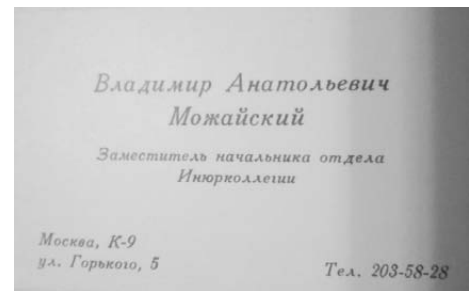 Владимир Анатольевич
Можайский
Заместитель начальника отдела
Инюрколлегии
Москва, К-9
ул. Горького, 5
Тел. 203-58-28